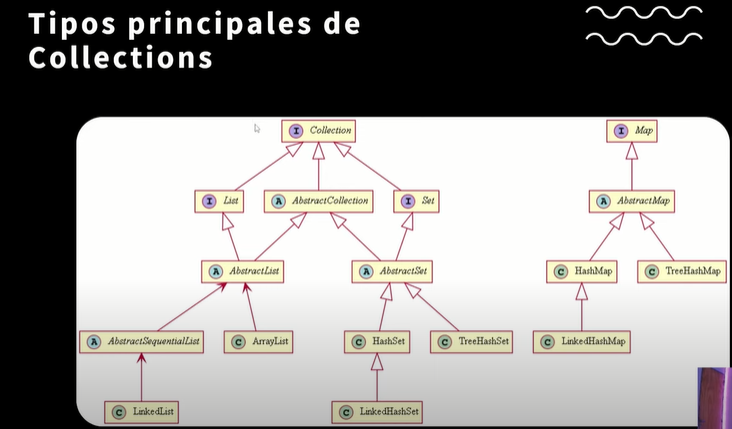 Tipos principales de
Collections
I Collection
I Map
I List
A AbstractCollection
I Set
A AbstractMap
A AbstractList
A AbstractSet
C HashMap
C TreeHashMap
A AbstractSequentialList
C ArrayList
C HashSet
C TreeHashSet
C LinkedHashMap
C LinkedList
C LinkedHashSet